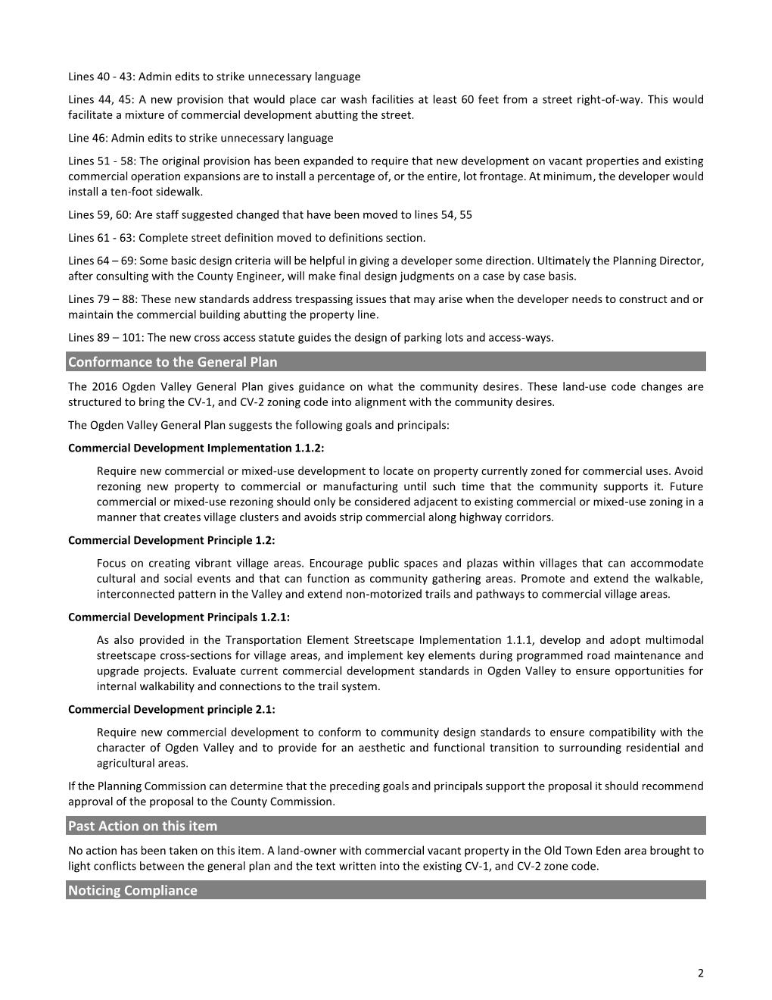 Lines 40 - 43: Admin edits to strike unnecessary language
Lines 44, 45: A new provision that would place car wash facilities at least 60 feet from a street right-of-way. This would
facilitate a mixture of commercial development abutting the street.
Line 46: Admin edits to strike unnecessary language
Lines 51 - 58: The original provision has been expanded to require that new development on vacant properties and existing
commercial operation expansions are to install a percentage of, or the entire, lot frontage. At minimum, the developer would
install a ten-foot sidewalk.
Lines 59, 60: Are staff suggested changed that have been moved to lines 54, 55
Lines 61 - 63: Complete street definition moved to definitions section.
Lines 64 – 69: Some basic design criteria will be helpful in giving a developer some direction. Ultimately the Planning Director,
after consulting with the County Engineer, will make final design judgments on a case by case basis.
Lines 79 – 88: These new standards address trespassing issues that may arise when the developer needs to construct and or
maintain the commercial building abutting the property line.
Lines 89 – 101: The new cross access statute guides the design of parking lots and access-ways.
Conformance to the General Plan
The 2016 Ogden Valley General Plan gives guidance on what the community desires. These land-use code changes are
structured to bring the CV-1, and CV-2 zoning code into alignment with the community desires.
The Ogden Valley General Plan suggests the following goals and principals:
Commercial Development Implementation 1.1.2:
Require new commercial or mixed-use development to locate on property currently zoned for commercial uses. Avoid
rezoning new property to commercial or manufacturing until such time that the community supports it. Future
commercial or mixed-use rezoning should only be considered adjacent to existing commercial or mixed-use zoning in a
manner that creates village clusters and avoids strip commercial along highway corridors.
Commercial Development Principle 1.2:
Focus on creating vibrant village areas. Encourage public spaces and plazas within villages that can accommodate
cultural and social events and that can function as community gathering areas. Promote and extend the walkable,
interconnected pattern in the Valley and extend non-motorized trails and pathways to commercial village areas.
Commercial Development Principals 1.2.1:
As also provided in the Transportation Element Streetscape Implementation 1.1.1, develop and adopt multimodal
streetscape cross-sections for village areas, and implement key elements during programmed road maintenance and
upgrade projects. Evaluate current commercial development standards in Ogden Valley to ensure opportunities for
internal walkability and connections to the trail system.
Commercial Development principle 2.1:
Require new commercial development to conform to community design standards to ensure compatibility with the
character of Ogden Valley and to provide for an aesthetic and functional transition to surrounding residential and
agricultural areas.
If the Planning Commission can determine that the preceding goals and principals support the proposal it should recommend
approval of the proposal to the County Commission.
Past Action on this item
No action has been taken on this item. A land-owner with commercial vacant property in the Old Town Eden area brought to
light conflicts between the general plan and the text written into the existing CV-1, and CV-2 zone code.
Noticing Compliance
2